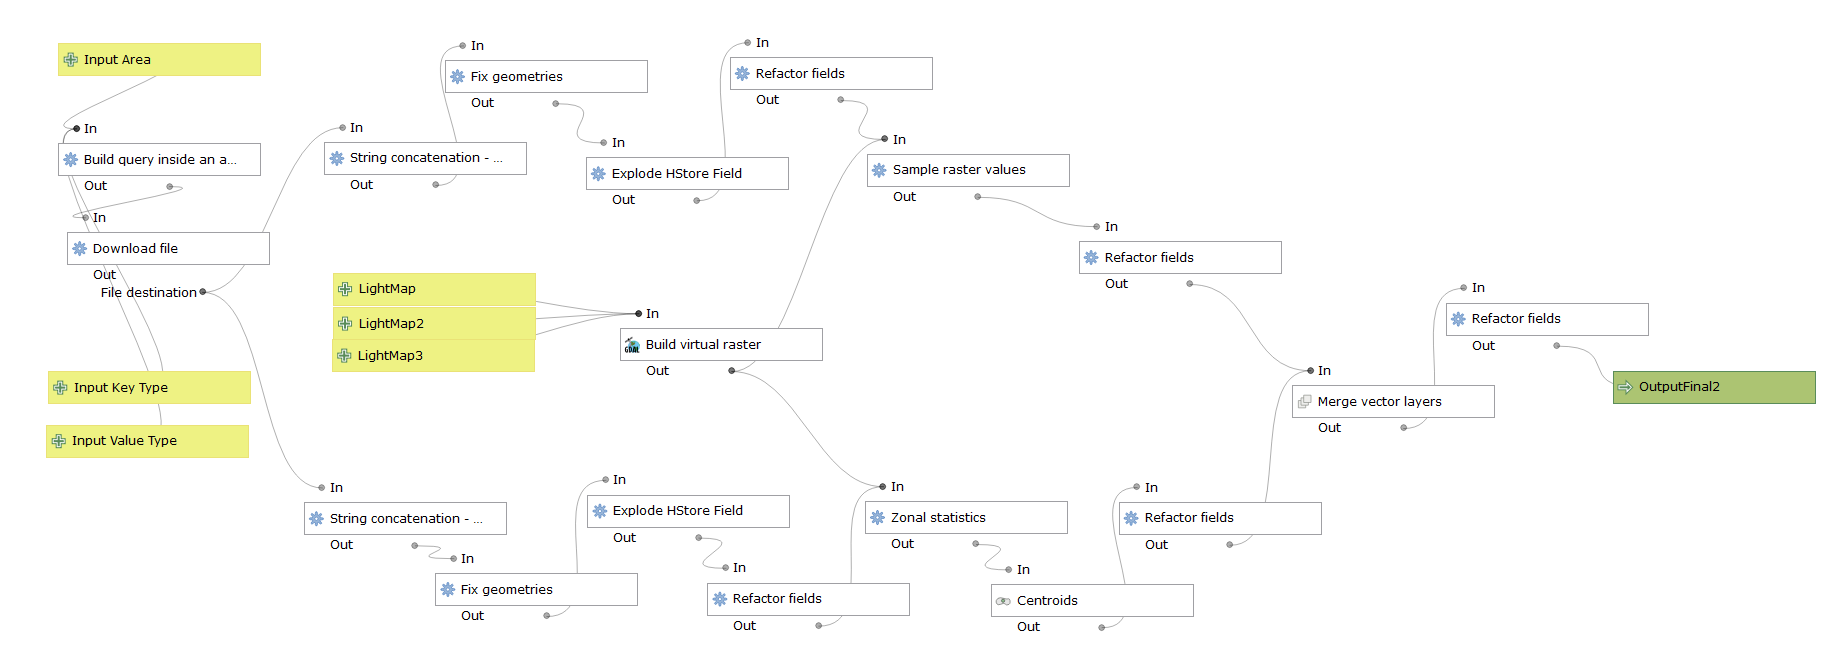 Input Area
In
Build query inside an a...
Out
In
Download file
Out
File destination
Input Key Type
Input Value Type
In
String concatenation - ...
Out
In
Fix geometries
Out
In
Explode HStore Field
Out
In
Refactor fields
Out
In
Sample raster values
Out
In
Refactor fields
Out
LightMap
LightMap2
LightMap3
In
GDAL
Build virtual raster
Out
In
String concatenation - ...
Out
In
Fix geometries
Out
In
Explode HStore Field
Out
In
Refactor fields
Out
In
Zonal statistics
Out
In
Centroids
Out
In
Refactor fields
Out
In
Merge vector layers
Out
In
Refactor fields
Out
OutputFinal2